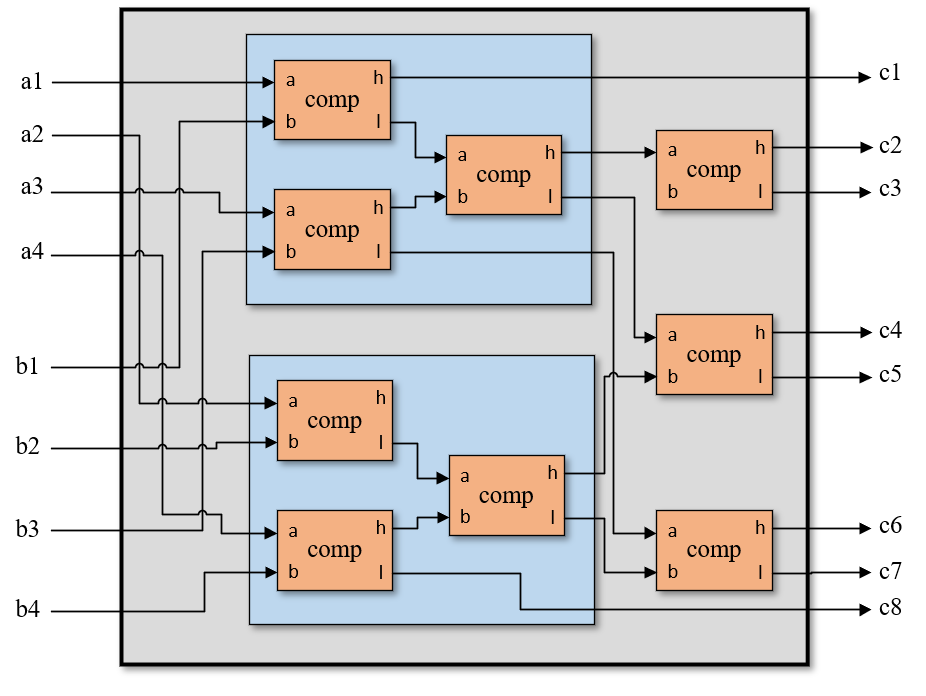 a1
a2
a3
a4
b1
b2
b3
b4
a h
comp
b l
a h
comp
b l
a h
comp
b l
a h
comp
b l
a h
comp
b l
a h
comp
b l
a h
comp
b l
a h
comp
b l
a h
comp
b l
c1
c2
c3
c4
c5
c6
c7
c8